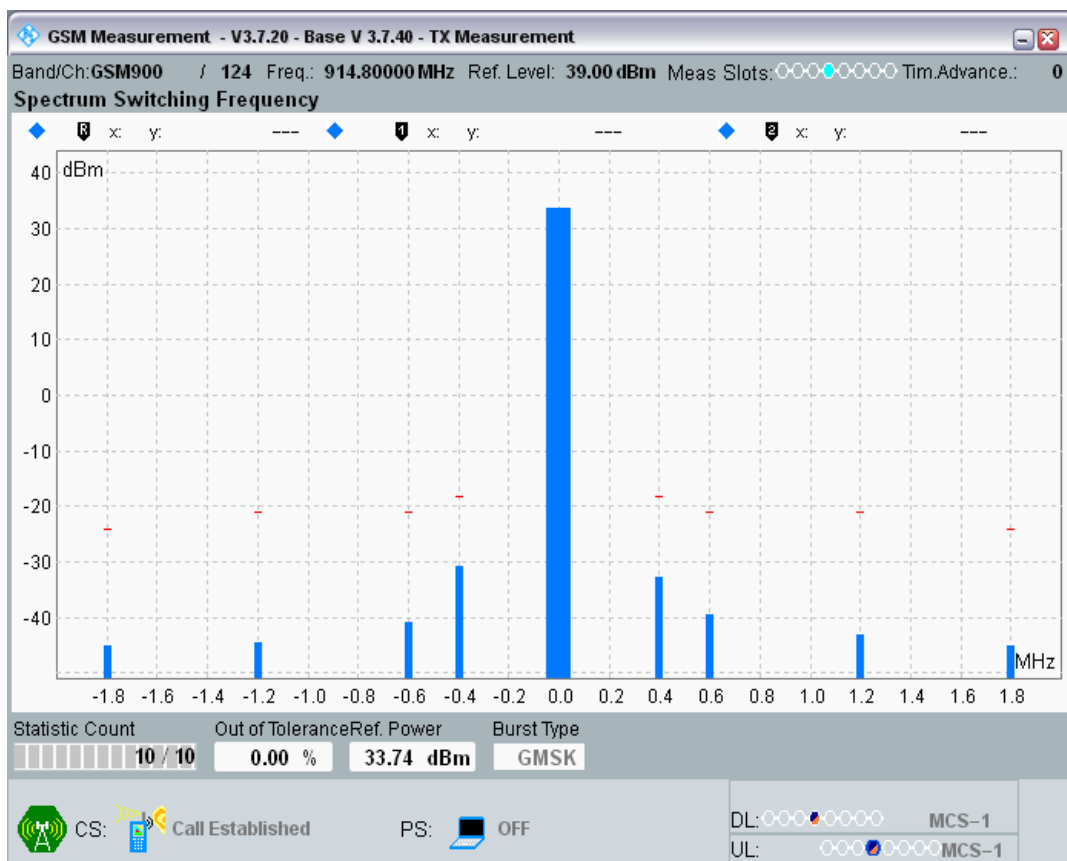 GSM Measurement - V3.7.20 - Base V 3.7.40 - TX Measurement
Band/Ch:GSM900 / 124 Freq.: 914.80000 MHz Ref. Level: 39.00 dBm Meas Slots: Tim.Advance.: 0
Spectrum Switching Frequency
R x: y: --- 1 x: y: --- 2 x: y: ---
dBm
40
30
20
10
0
-10
-20
-30
-40
MHz
-1.8 -1.6 -1.4 -1.2 -1.0 -0.8 -0.6 -0.4 -0.2 0.0 0.2 0.4 0.6 0.8 1.0 1.2 1.4 1.6 1.8
Statistic Count Out of Tolerance Ref. Power Burst Type
10 / 10 0.00 % 33.74 dBm GMSK
CS: Call Established PS: OFF
DL: MCS-1
UL: MCS-1